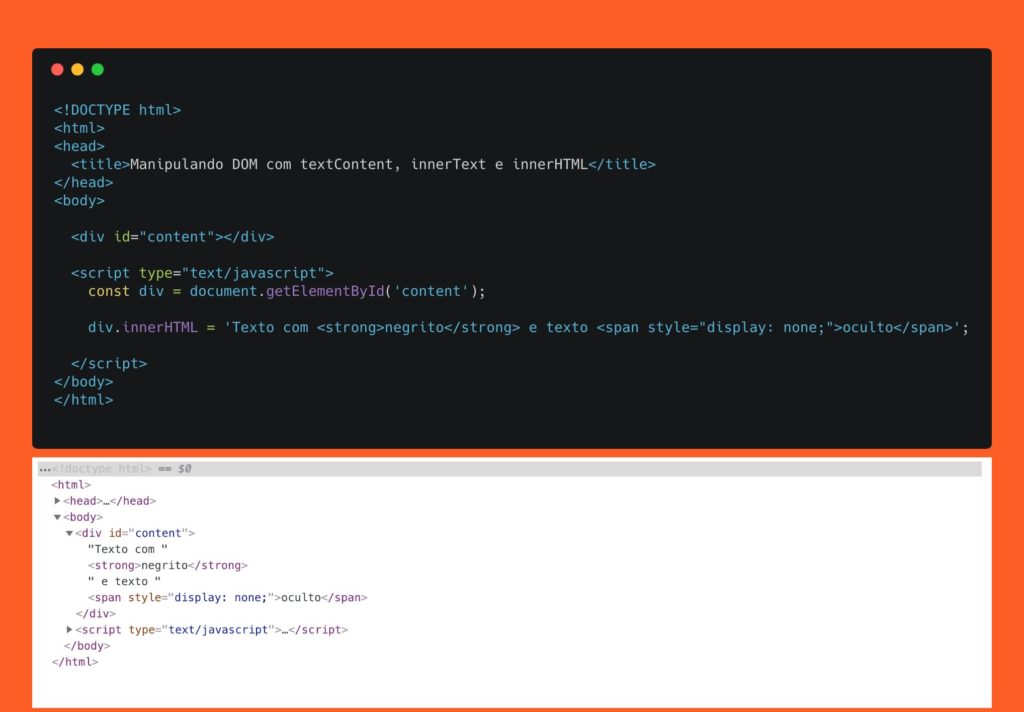 <!DOCTYPE html>
<html>
<head>
<title>Manipulando DOM com textContent, innerText e innerHTML</title>
</head>
<body>
<div id="content"></div>
<script type="text/javascript">
const div = document.getElementById('content');
div.innerHTML = 'Texto com <strong>negrito</strong> e texto <span style="display: none;">oculto</span>';
</script>
</body>
</html>
…<!doctype html> == $0
<html>
<head>…</head>
<body>
<div id="content">
"Texto com "
<strong>negrito</strong>
" e texto "
<span style="display: none;">oculto</span>
</div>
<script type="text/javascript">…</script>
</body>
</html>